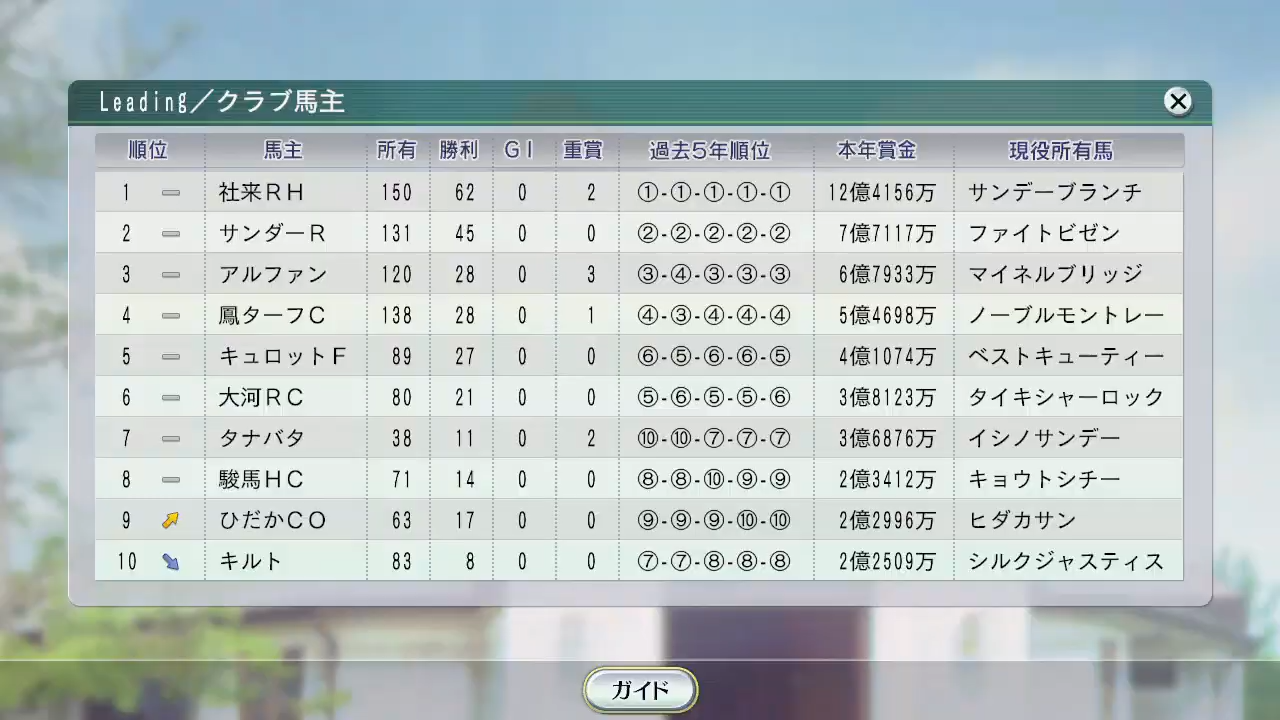 Leading／クラブ馬主
順位 馬主 所有 勝利 GⅠ 重賞 過去5年順位 本年賞金 現役所有馬
1 社来RH 150 62 0 2 ①-①-①-①-① 12億4156万 サンデーブランチ
2 サンダーR 131 45 0 0 ②-②-②-②-② 7億7117万 ファイトビゼン
3 アルファン 120 28 0 3 ③-④-③-③-③ 6億7933万 マイネルブリッジ
4 鳳ターフC 138 28 0 1 ④-③-④-④-④ 5億4698万 ノーブルモントレー
5 キュロットF 89 27 0 0 ⑥-⑤-⑥-⑥-⑤ 4億1074万 ベストキューティー
6 大河RC 80 21 0 0 ⑤-⑥-⑤-⑤-⑥ 3億8123万 タイキシャーロック
7 タナバタ 38 11 0 2 ⑩-⑩-⑦-⑦-⑦ 3億6876万 イシノサンデー
8 駿馬HC 71 14 0 0 ⑧-⑧-⑩-⑨-⑨ 2億3412万 キョウトシチー
9 ひだかCO 63 17 0 0 ⑨-⑨-⑨-⑩-⑩ 2億2996万 ヒダカサン
10 キルト 83 8 0 0 ⑦-⑦-⑧-⑧-⑧ 2億2509万 シルクジャスティス
ガイド